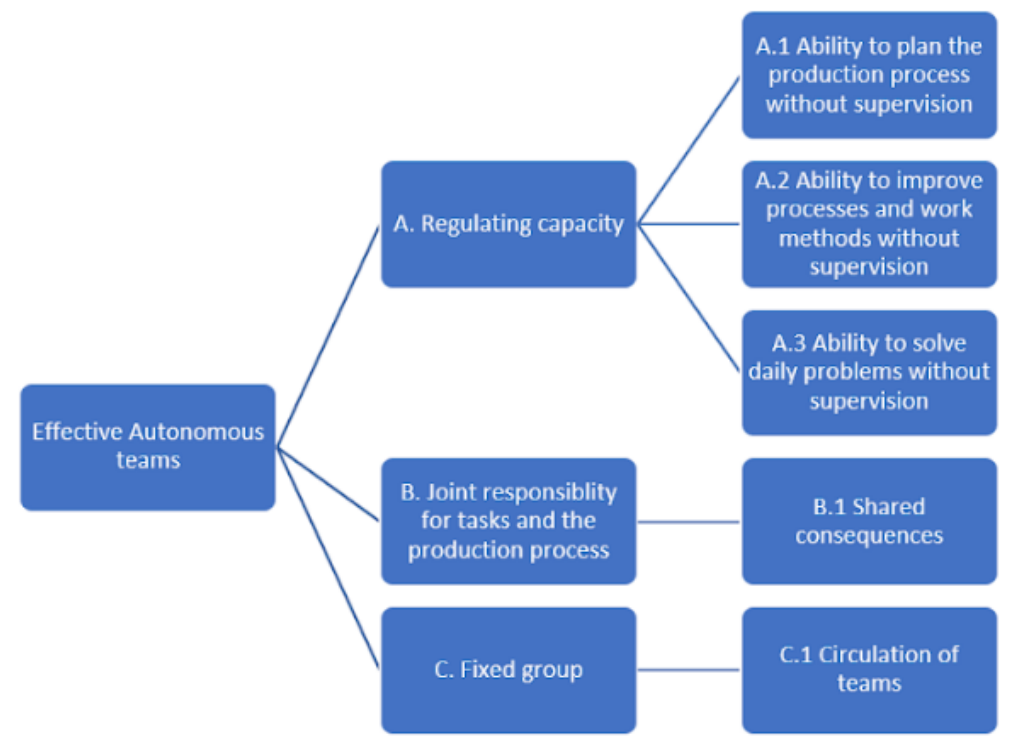 Effective Autonomous
teams
A. Regulating capacity
A.1 Ability to plan the
production process
without supervision
A.2 Ability to improve
processes and work
methods without
supervision
A.3 Ability to solve
daily problems without
supervision
B. Joint responsiblity
for tasks and the
production process
B.1 Shared
consequences
C. Fixed group
C.1 Circulation of
teams